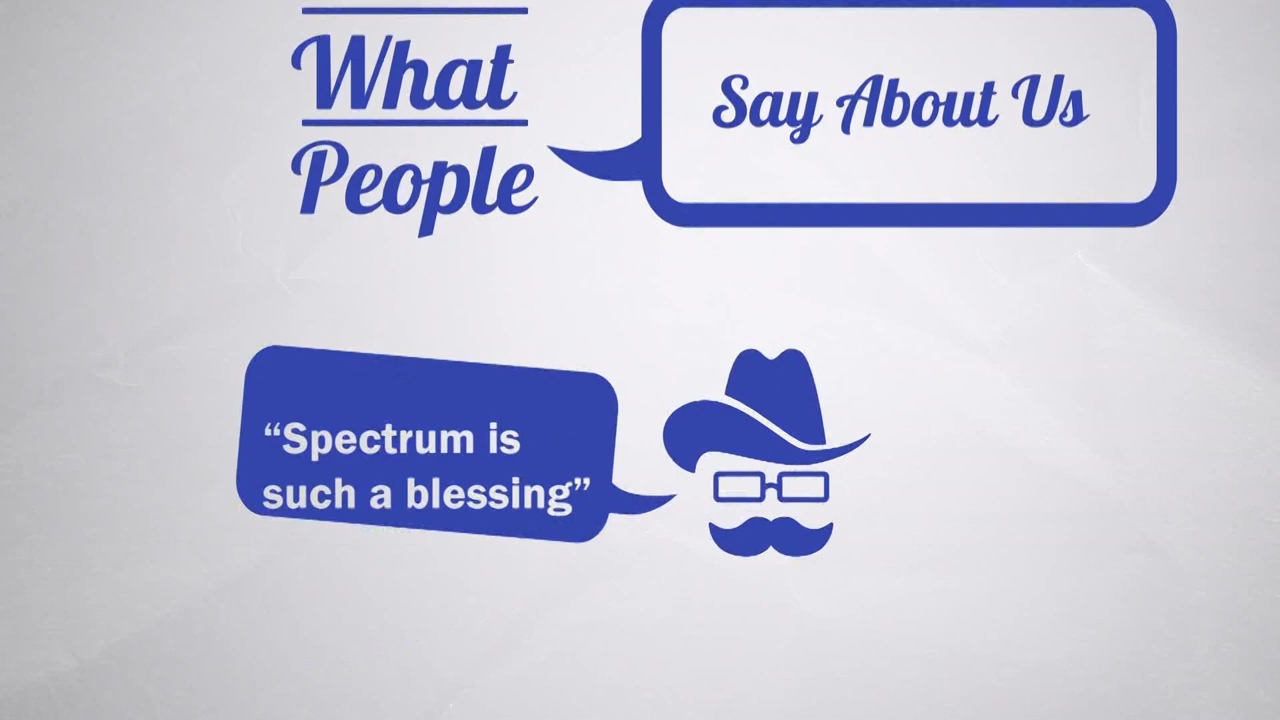 What
People
Say About Us
“Spectrum is
such a blessing”